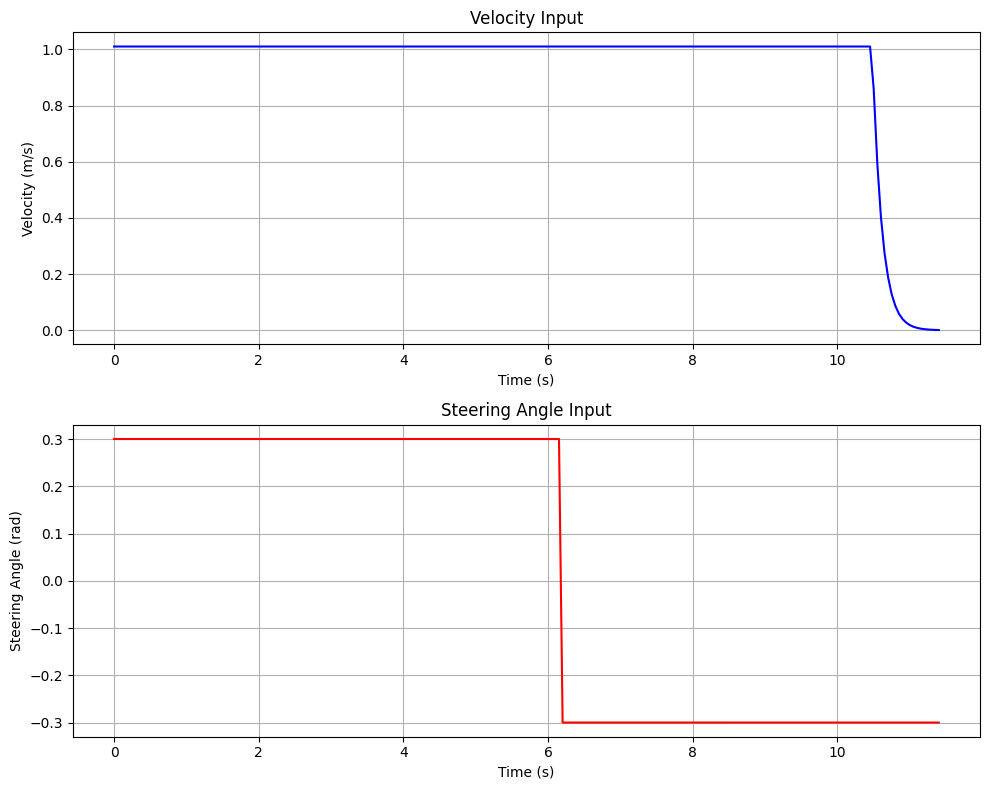 Velocity Input
Velocity (m/s)
1.0
0.8
0.6
0.4
0.2
0.0
0 2 4 6 8 10
Time (s)
Steering Angle Input
Steering Angle (rad)
0.3
0.2
0.1
0.0
−0.1
−0.2
−0.3
0 2 4 6 8 10
Time (s)